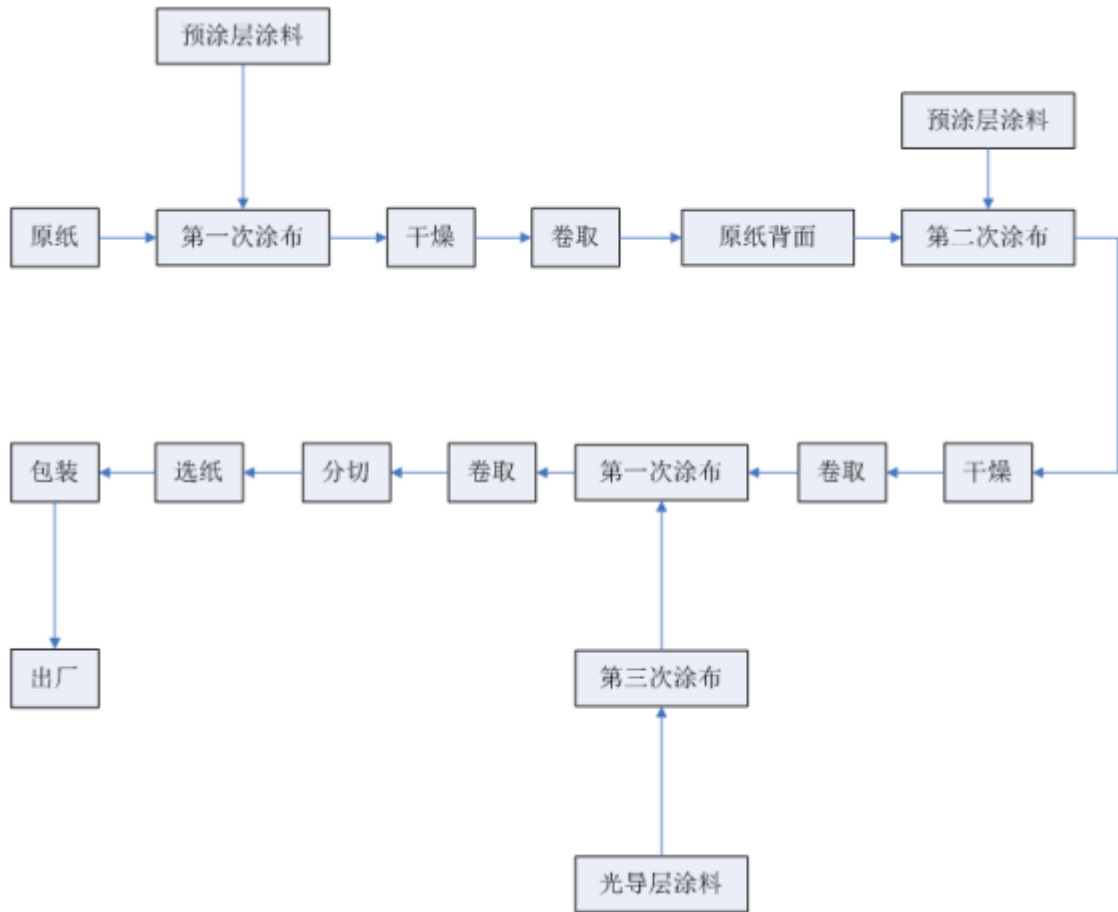 预涂层涂料
预涂层涂料
原纸
第一次涂布
干燥
卷取
原纸背面
第二次涂布
包装
选纸
分切
卷取
第一次涂布
卷取
干燥
出厂
第三次涂布
光导层涂料